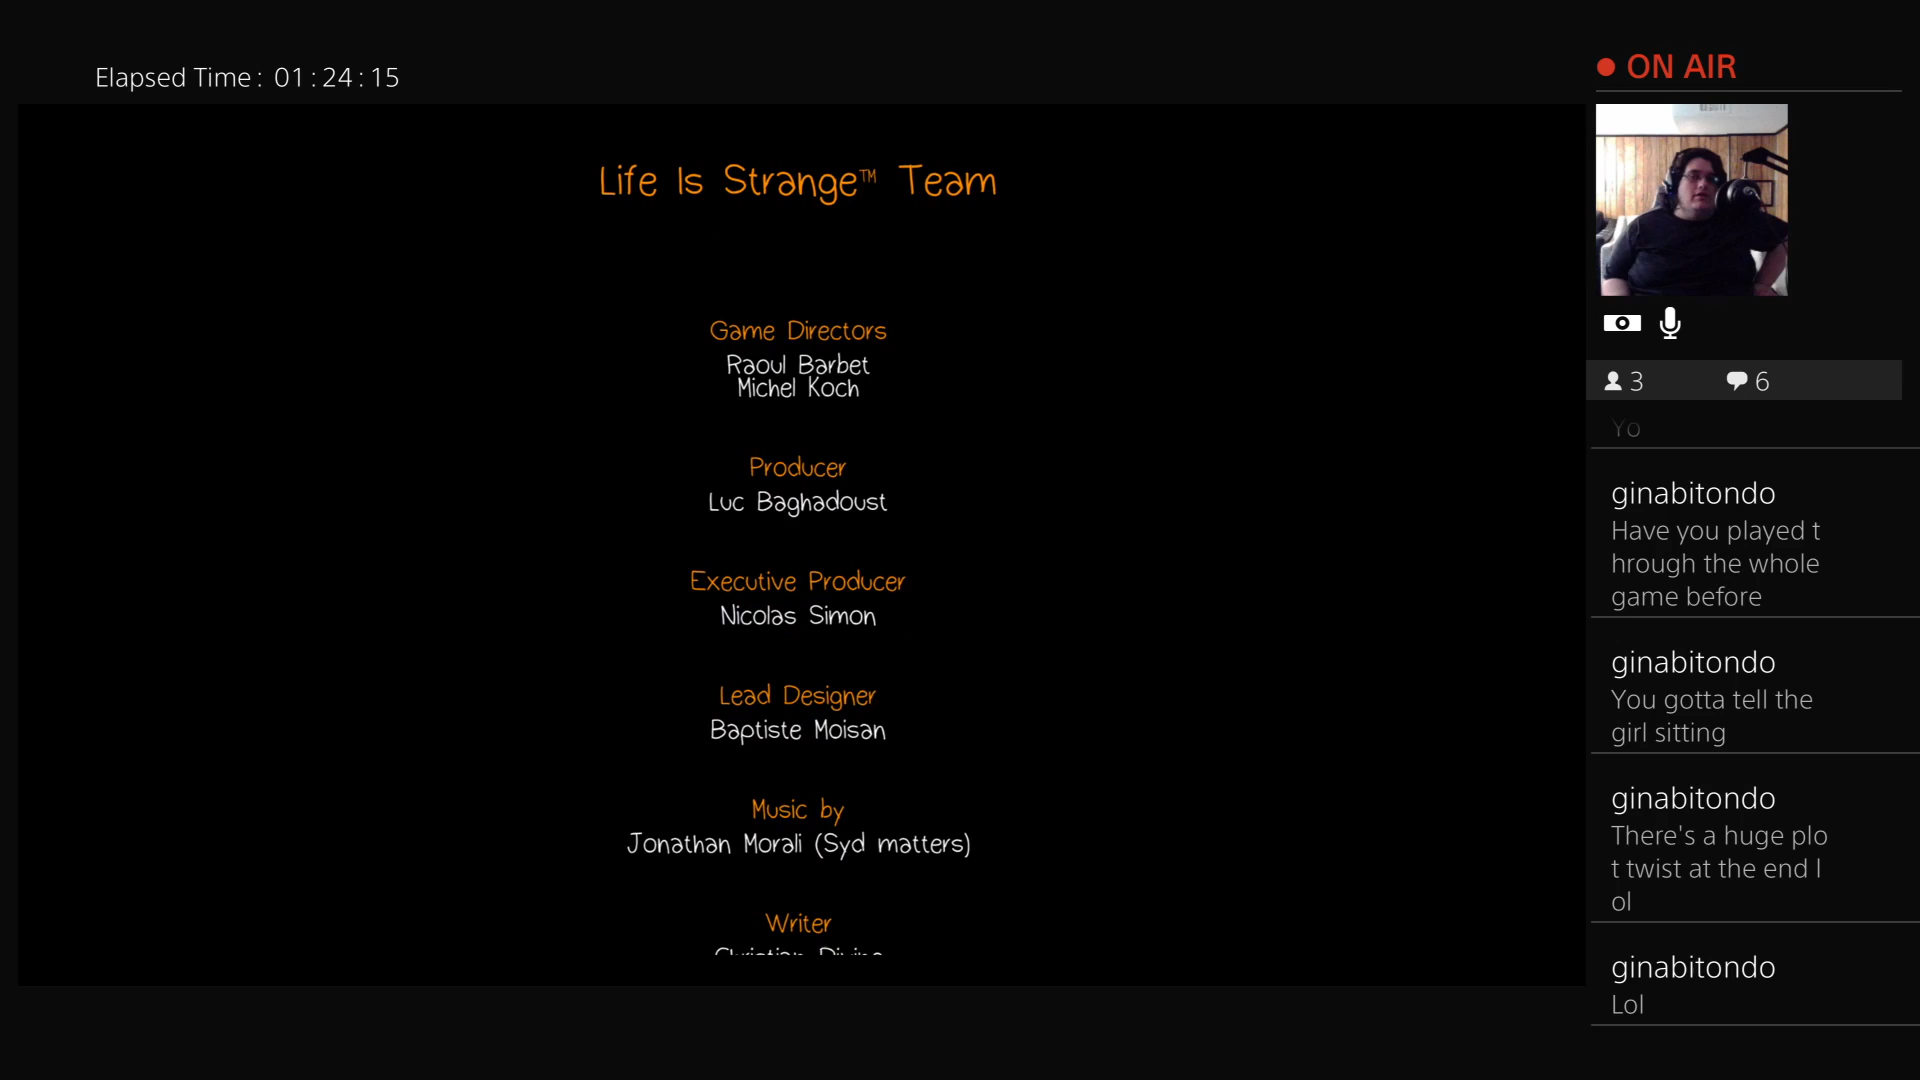 Elapsed Time : 01 : 24 : 15
ON AIR
Life Is Strange™ Team
Game Directors
Raoul Barbet
Michel Koch
Producer
Luc Baghadoust
Executive Producer
Nicolas Simon
Lead Designer
Baptiste Moisan
Music by
Jonathan Morali (Syd matters)
Writer
Christian Divine
3
6
Yo
ginabitondo
Have you played t
hrough the whole
game before
ginabitondo
You gotta tell the
girl sitting
ginabitondo
There's a huge plo
t twist at the end l
ol
ginabitondo
Lol